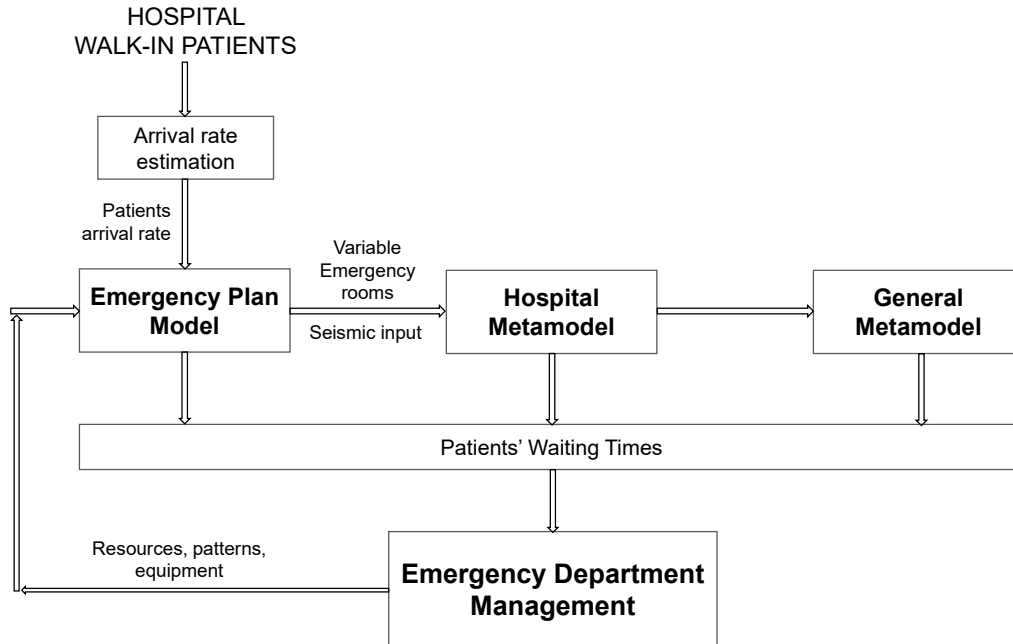 HOSPITAL
WALK-IN PATIENTS
Arrival rate
estimation
Patients
arrival rate
Variable
Emergency
rooms
Emergency Plan
Model
Seismic input
Hospital
Metamodel
General
Metamodel
Patients’ Waiting Times
Resources, patterns,
equipment
Emergency Department
Management